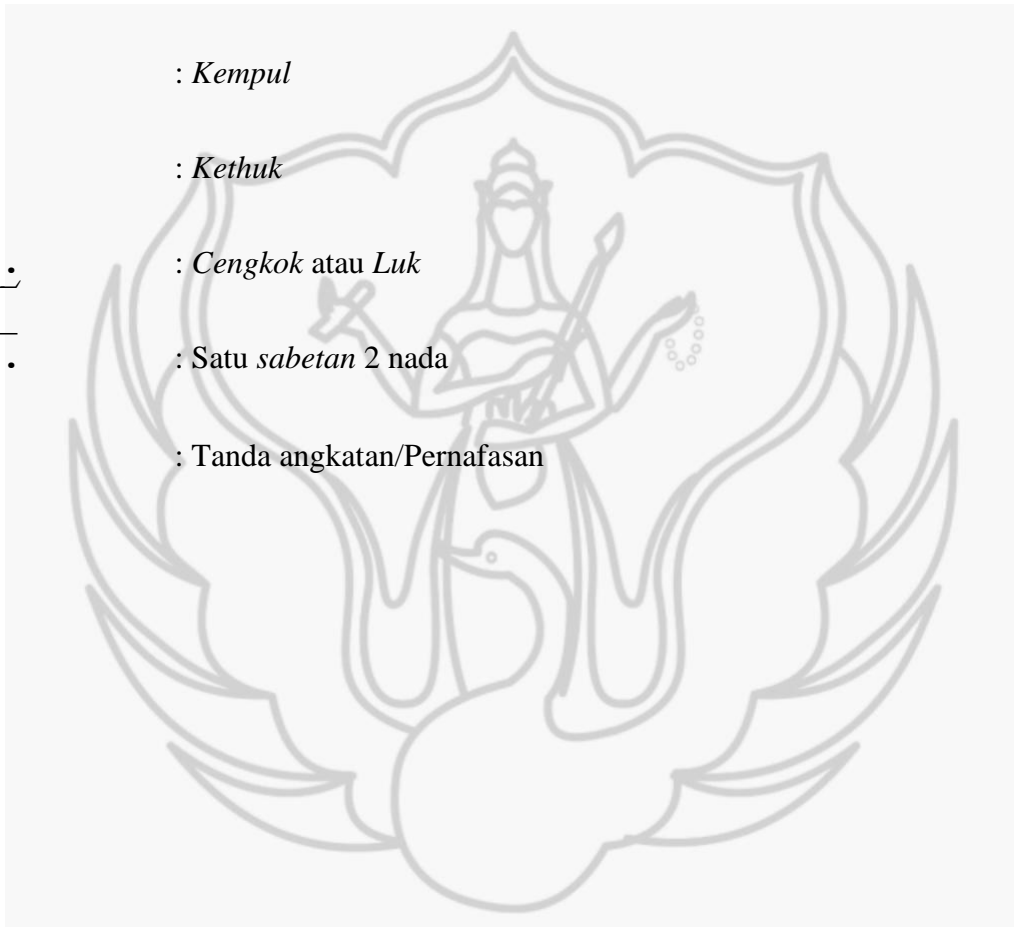 : Kempul
: Kethuk
: Cengkok atau Luk
: Satu sabetan 2 nada
: Tanda angkatan/Pernafasan